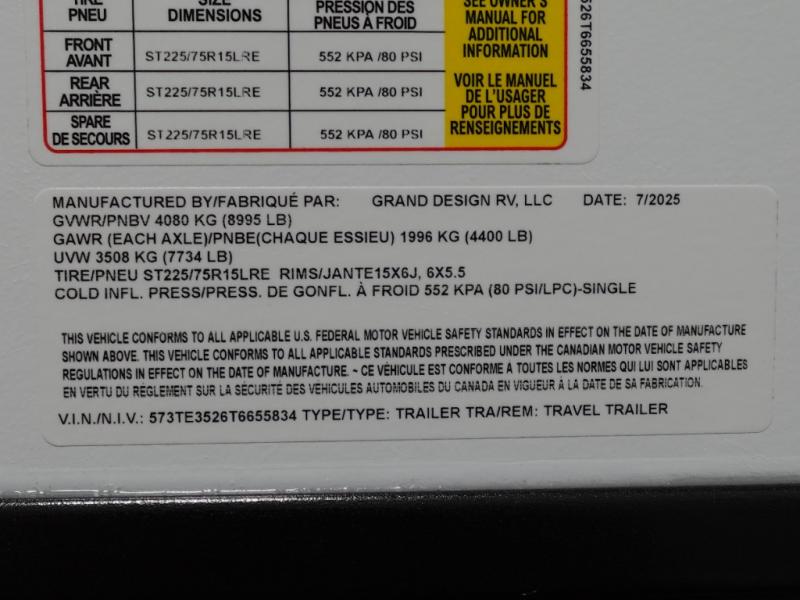 TIRE
PNEU
SIZE
DIMENSIONS
PRESSION DES
PNEUS À FROID
FRONT
AVANT
ST225/75R15LRE
552 KPA /80 PSI
REAR
ARRIÈRE
ST225/75R15LRE
552 KPA /80 PSI
SPARE
DE SECOURS
ST225/75R15LRE
552 KPA /80 PSI
SEE OWNER'S
MANUAL FOR
ADDITIONAL
INFORMATION
VOIR LE MANUEL
DE L'USAGER
POUR PLUS DE
RENSEIGNEMENTS
526T6655834
MANUFACTURED BY/FABRIQUÉ PAR: GRAND DESIGN RV, LLC DATE: 7/2025
GVWR/PNBV 4080 KG (8995 LB)
GAWR (EACH AXLE)/PNBE(CHAQUE ESSIEU) 1996 KG (4400 LB)
UVW 3508 KG (7734 LB)
TIRE/PNEU ST225/75R15LRE RIMS/JANTE15X6J, 6X5.5
COLD INFL. PRESS/PRESS. DE GONFL. À FROID 552 KPA (80 PSI/LPC)-SINGLE
THIS VEHICLE CONFORMS TO ALL APPLICABLE U.S. FEDERAL MOTOR VEHICLE SAFETY STANDARDS IN EFFECT ON THE DATE OF MANUFACTURE
SHOWN ABOVE. THIS VEHICLE CONFORMS TO ALL APPLICABLE STANDARDS PRESCRIBED UNDER THE CANADIAN MOTOR VEHICLE SAFETY
REGULATIONS IN EFFECT ON THE DATE OF MANUFACTURE. ~ CE VÉHICULE EST CONFORME A TOUTES LES NORMES QUI LUI SONT APPLICABLES
EN VERTU DU RÈGLEMENT SUR LA SÉCURITÉ DES VÉHICULES AUTOMOBILES DU CANADA EN VIGUEUR À LA DATE DE SA FABRICATION.
V.I.N./N.I.V.: 573TE3526T6655834 TYPE/TYPE: TRAILER TRA/REM: TRAVEL TRAILER